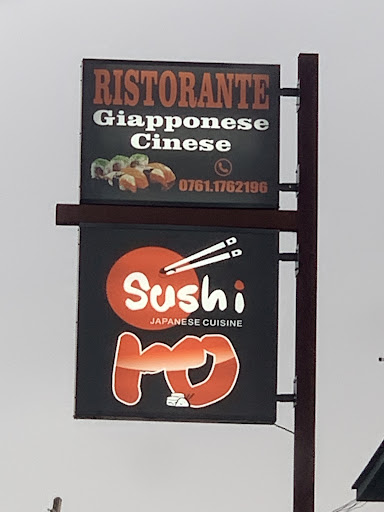 RISTORANTE
Giapponese
Cinese
0761.1762196
Sushi
JAPANESE CUISINE